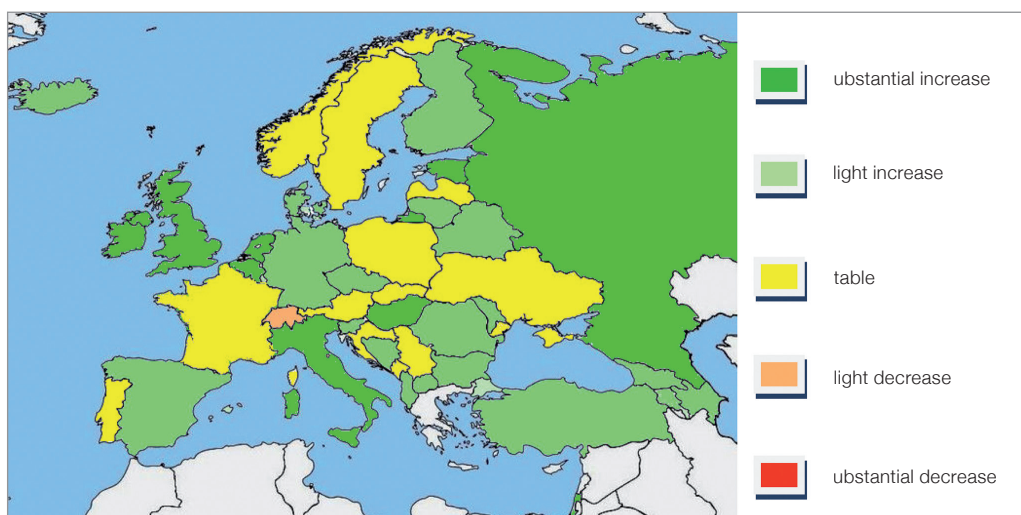 ubstantial increase
light increase
table
light decrease
ubstantial decrease